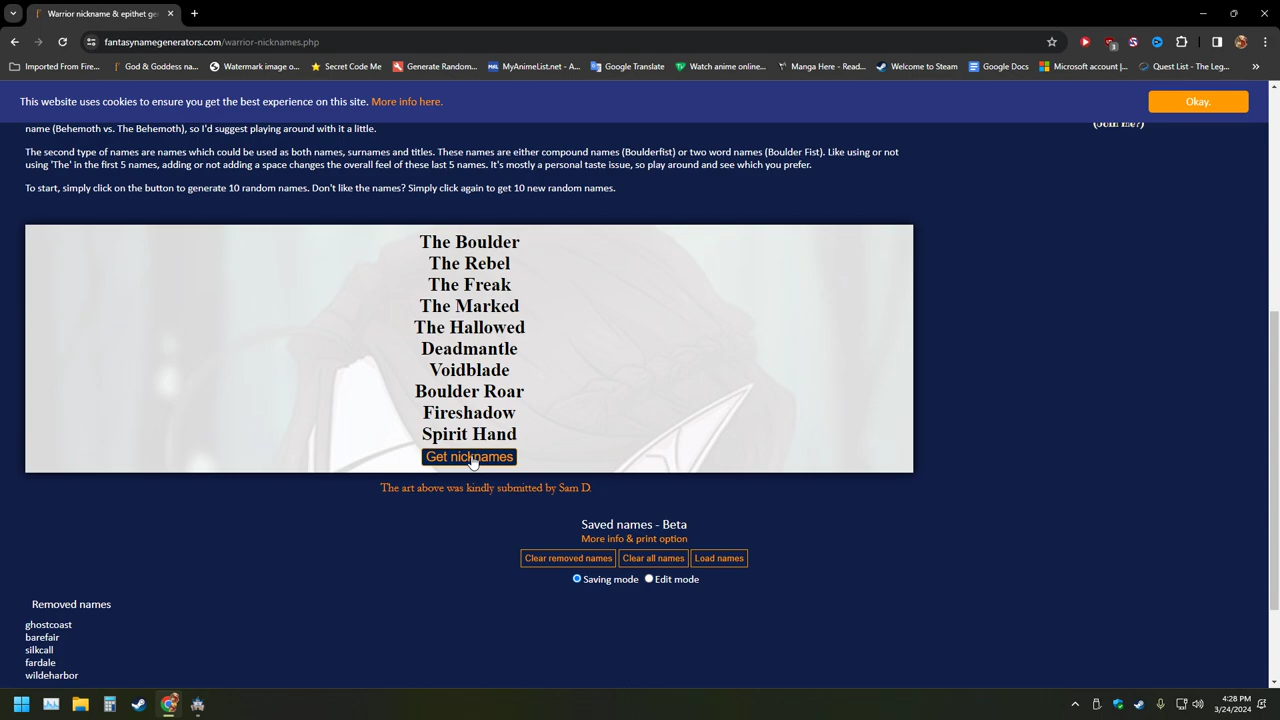 Warrior nickname & epithet ge
fantasynamegenerators.com/warrior-nicknames.php
3
Imported From Fire...
God & Goddess na...
Watermark image o...
Secret Code Me
Generate Random...
MyAnimeList.net - A...
Google Translate
Watch anime online...
Manga Here - Read...
Welcome to Steam
Google Docs
Microsoft account |...
Quest List - The Leg...
This website uses cookies to ensure you get the best experience on this site. More info here.
Okay.
(Join me?)
name (Behemoth vs. The Behemoth), so I'd suggest playing around with it a little.
The second type of names are names which could be used as both names, surnames and titles. These names are either compound names (Boulderfist) or two word names (Boulder Fist). Like using or not
using 'The' in the first 5 names, adding or not adding a space changes the overall feel of these last 5 names. It's mostly a personal taste issue, so play around and see which you prefer.
To start, simply click on the button to generate 10 random names. Don't like the names? Simply click again to get 10 new random names.
The Boulder
The Rebel
The Freak
The Marked
The Hallowed
Deadmantle
Voidblade
Boulder Roar
Fireshadow
Spirit Hand
Get nicknames
The art above was kindly submitted by Sam D.
Saved names - Beta
More info & print option
Clear removed names
Clear all names
Load names
Saving mode
Edit mode
Removed names
ghostcoast
barefair
silkcall
fardale
wildeharbor
4:28 PM
3/24/2024